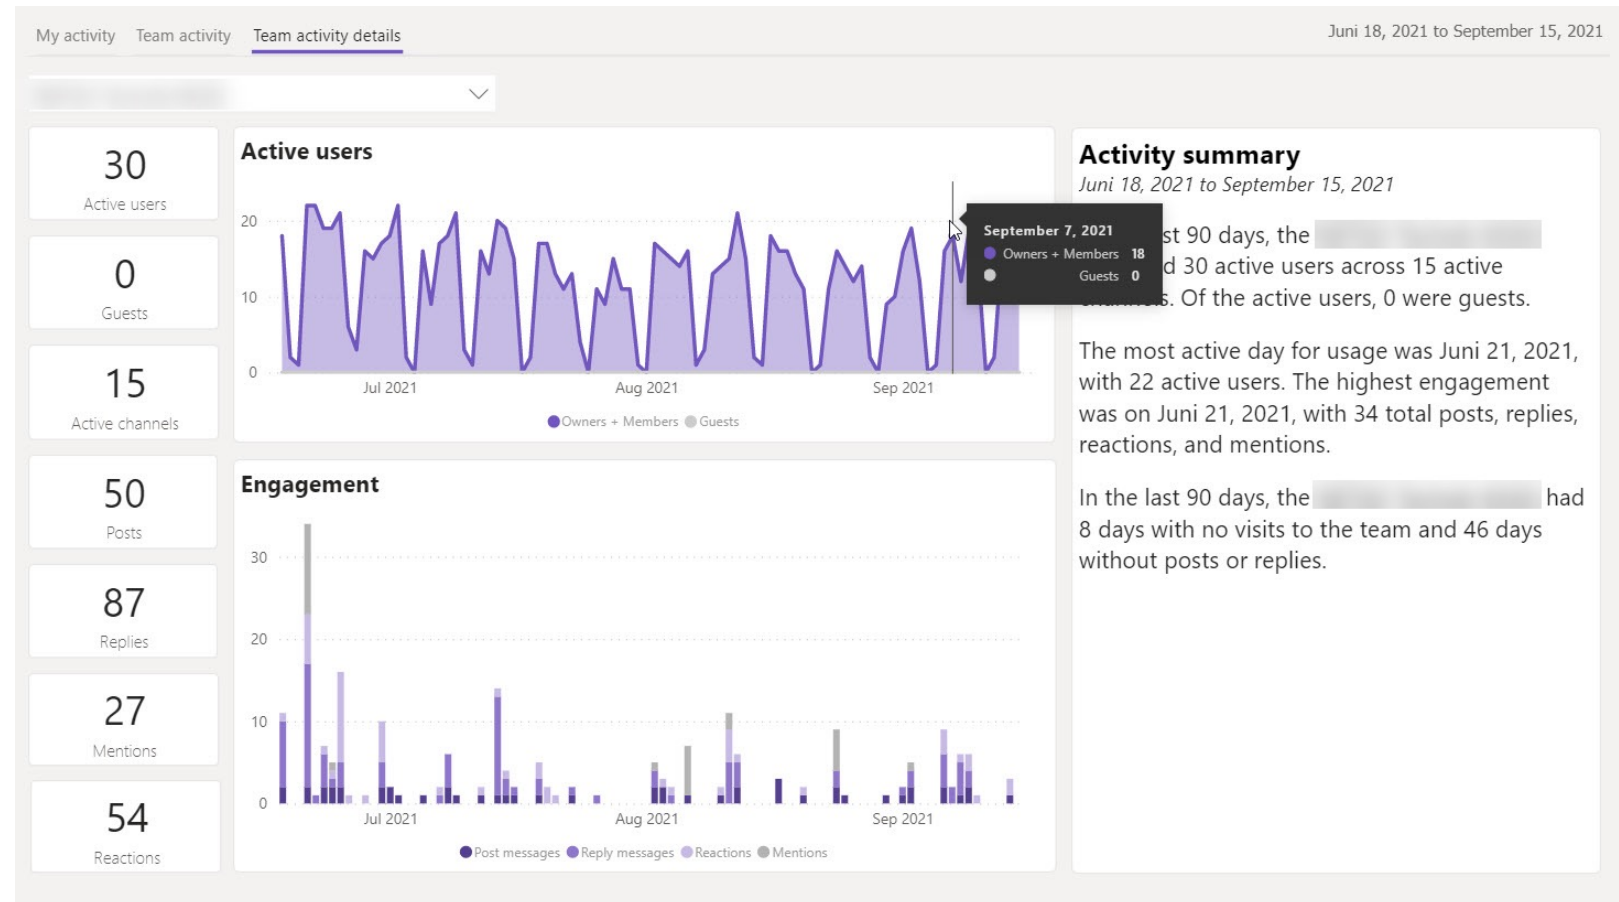 My activity Team activity Team activity details
Juni 18, 2021 to September 15, 2021
30
Active users
0
Guests
15
Active channels
50
Posts
87
Replies
27
Mentions
54
Reactions
Active users
20
10
0
Jul 2021 Aug 2021 Sep 2021
Owners + Members Guests
September 7, 2021
Owners + Members 18
Guests 0
Engagement
30
20
10
0
Jul 2021 Aug 2021 Sep 2021
Post messages Reply messages Reactions Mentions
Activity summary
Juni 18, 2021 to September 15, 2021
90 days, the
30 active users across 15 active
Of the active users, 0 were guests.
The most active day for usage was Juni 21, 2021,
with 22 active users. The highest engagement
was on Juni 21, 2021, with 34 total posts, replies,
reactions, and mentions.
In the last 90 days, the had
8 days with no visits to the team and 46 days
without posts or replies.